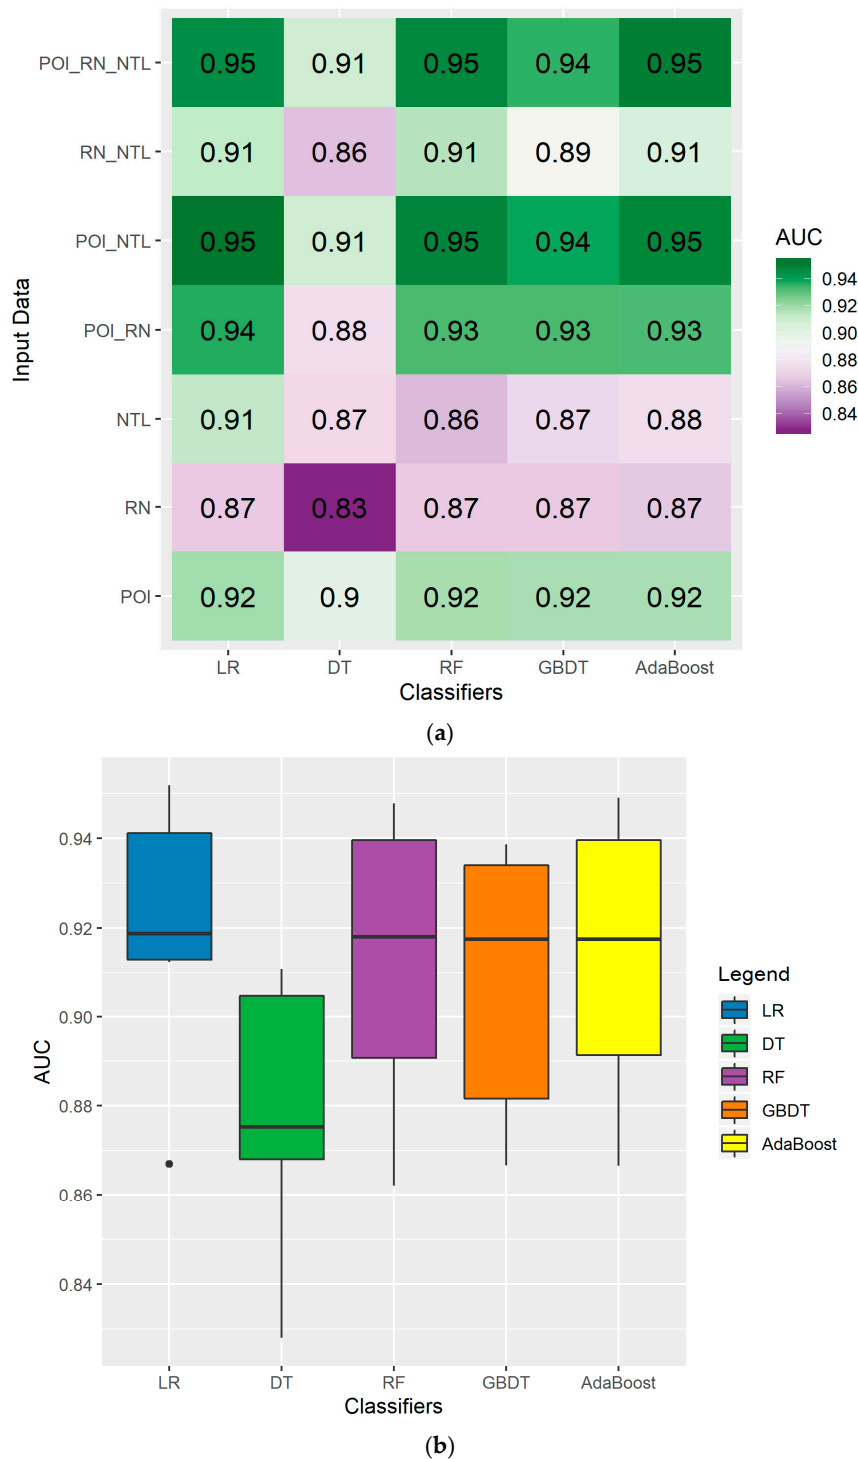 POI_RN_NTL 0.95 0.91 0.95 0.94 0.95
RN_NTL 0.91 0.86 0.91 0.89 0.91
POI_NTL 0.95 0.91 0.95 0.94 0.95
POI_RN 0.94 0.88 0.93 0.93 0.93
NTL 0.91 0.87 0.86 0.87 0.88
RN 0.87 0.83 0.87 0.87 0.87
POI 0.92 0.9 0.92 0.92 0.92
LR DT RF GBDT AdaBoost
Classifiers
Input Data
AUC
0.94
0.92
0.90
0.88
0.86
0.84
(a)
0.94
0.92
0.90
0.88
0.86
0.84
AUC
LR DT RF GBDT AdaBoost
Classifiers
Legend
LR
DT
RF
GBDT
AdaBoost
(b)